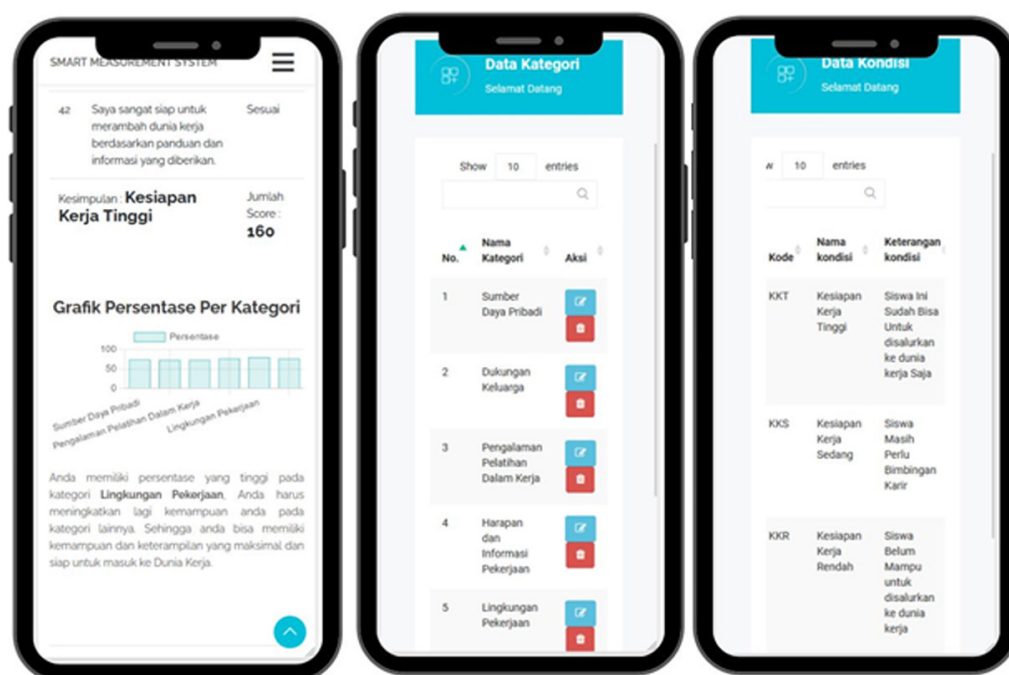 SMART MEASUREMENT SYSTEM
42 Saya sangat siap untuk Sesuai
merambah dunia kerja
berdasarkan panduan dan
informasi yang diberikan.
Kesimpulan : Kesiapan
Kerja Tinggi
Jumlah
Score :
160
Grafik Persentase Per Kategori
Persentase
100
50
0
Sumber Daya Pribadi
Pengalaman Pelatihan Dalam Kerja
Lingkungan Pekerjaan
Anda memiliki persentase yang tinggi pada
kategori Lingkungan Pekerjaan, Anda harus
meningkatkan lagi kemampuan anda pada
kategori lainnya. Sehingga anda bisa memiliki
kemampuan dan keterampilan yang maksimal dan
siap untuk masuk ke Dunia Kerja.
Data Kategori
Selamat Datang
Show 10 entries
No. Nama Kategori Aksi
1 Sumber
Daya Pribadi
2 Dukungan
Keluarga
3 Pengalaman
Pelatihan
Dalam Kerja
4 Harapan
dan
Informasi
Pekerjaan
5 Lingkungan
Pekerjaan
Data Kondisi
Selamat Datang
w 10 entries
Kode Nama kondisi Keterangan kondisi
KKT Kesiapan Siswa Ini
Kerja Sudah Bisa
Tinggi Untuk
disalurkan
ke dunia
kerja Saja
KKS Kesiapan Siswa
Kerja Masih
Sedang Perlu
Bimbingan
Karir
KKR Kesiapan Siswa
Kerja Belum
Rendah Mampu
untuk
disalurkan
ke dunia
kerja